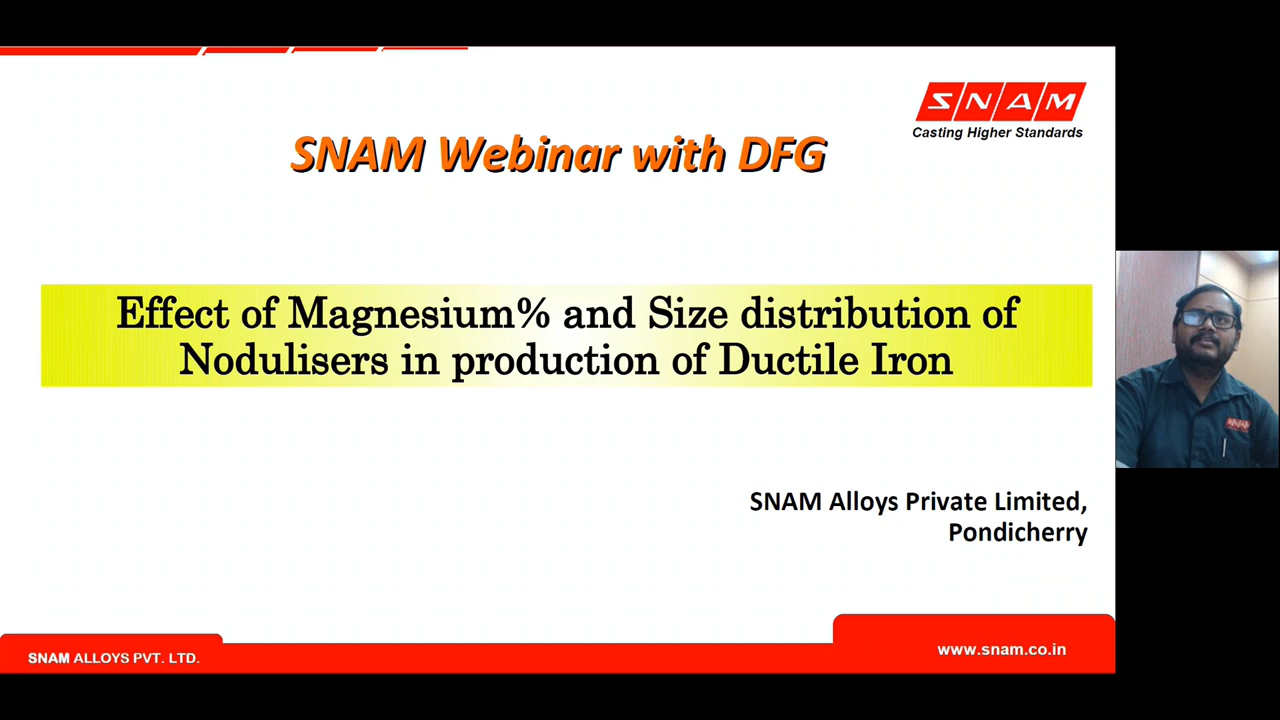 SNAM
Casting Higher Standards
SNAM Webinar with DFG
Effect of Magnesium% and Size distribution of
Nodulisers in production of Ductile Iron
SNAM Alloys Private Limited,
Pondicherry
SNAM ALLOYS PVT. LTD.
www.snam.co.in